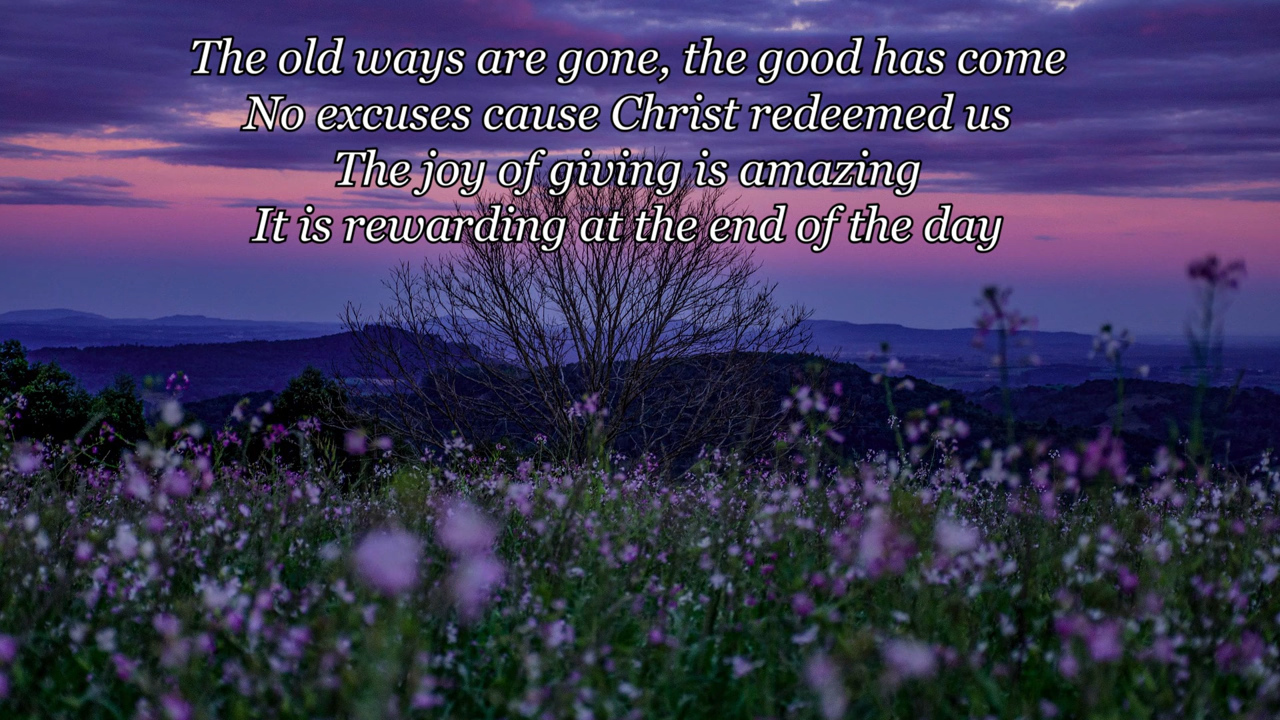 The old ways are gone, the good has come
No excuses cause Christ redeemed us
The joy of giving is amazing
It is rewarding at the end of the day